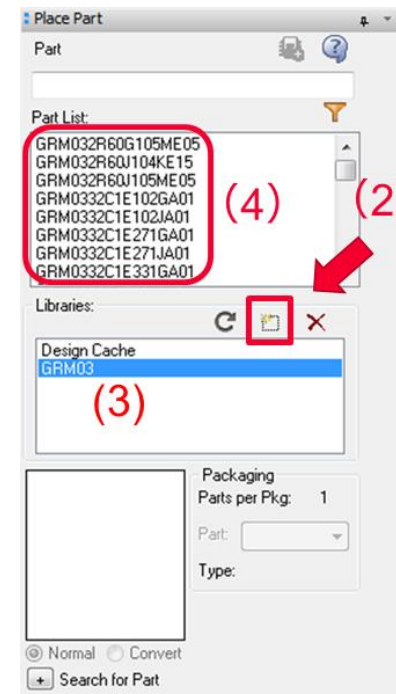 Place Part
Part
Part List:
GRM032R60G105ME05
GRM032R60J104KE15
GRM032R60J105ME05
GRM0332C1E102GA01
GRM0332C1E102JA01
GRM0332C1E271GA01
GRM0332C1E271JA01
GRM0332C1E331GA01
(4)
(2
Libraries:
Design Cache
GRM03
(3)
Packaging
Parts per Pkg: 1
Part:
Type:
Normal Convert
+ Search for Part